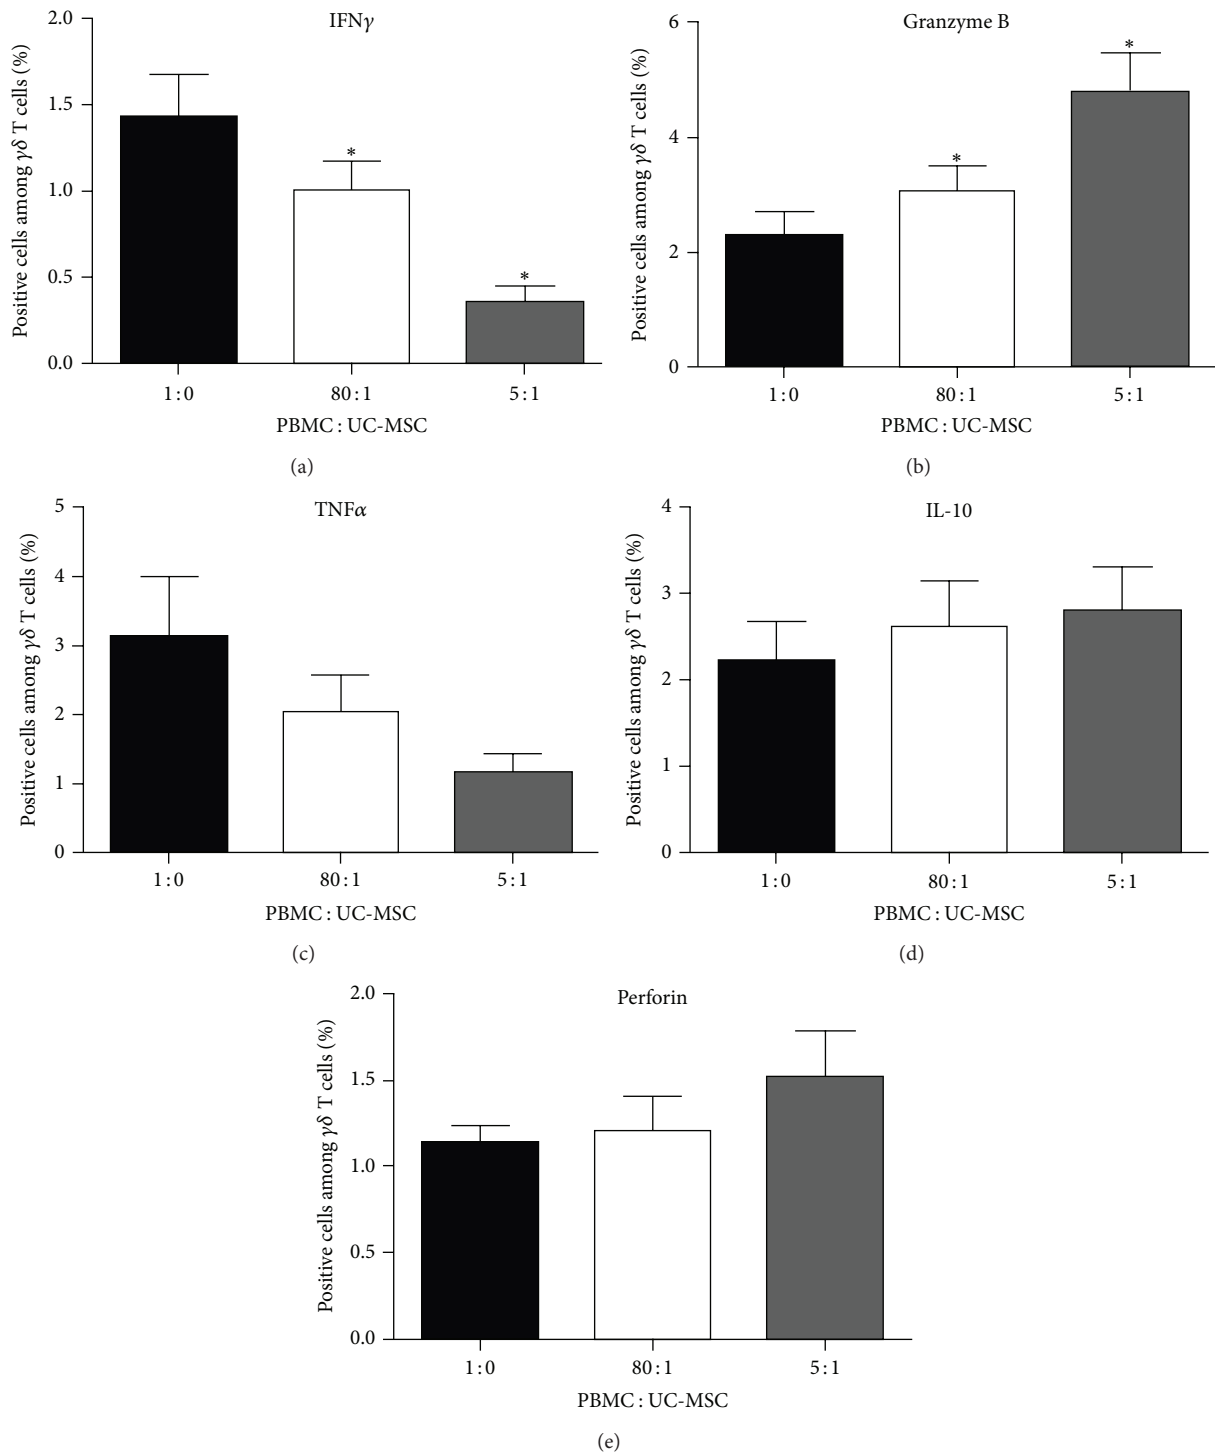 IFNγ
Positive cells among γδ T cells (%)
2.0
1.5
1.0
0.5
0.0
*
*
1:0
80:1
5:1
PBMC : UC-MSC
(a)
Granzyme B
Positive cells among γδ T cells (%)
6
4
2
0
*
*
1:0
80:1
5:1
PBMC : UC-MSC
(b)
TNFα
Positive cells among γδ T cells (%)
5
4
3
2
1
0
1:0
80:1
5:1
PBMC : UC-MSC
(c)
IL-10
Positive cells among γδ T cells (%)
4
3
2
1
0
1:0
80:1
5:1
PBMC : UC-MSC
(d)
Perforin
Positive cells among γδ T cells (%)
2.0
1.5
1.0
0.5
0.0
1:0
80:1
5:1
PBMC : UC-MSC
(e)